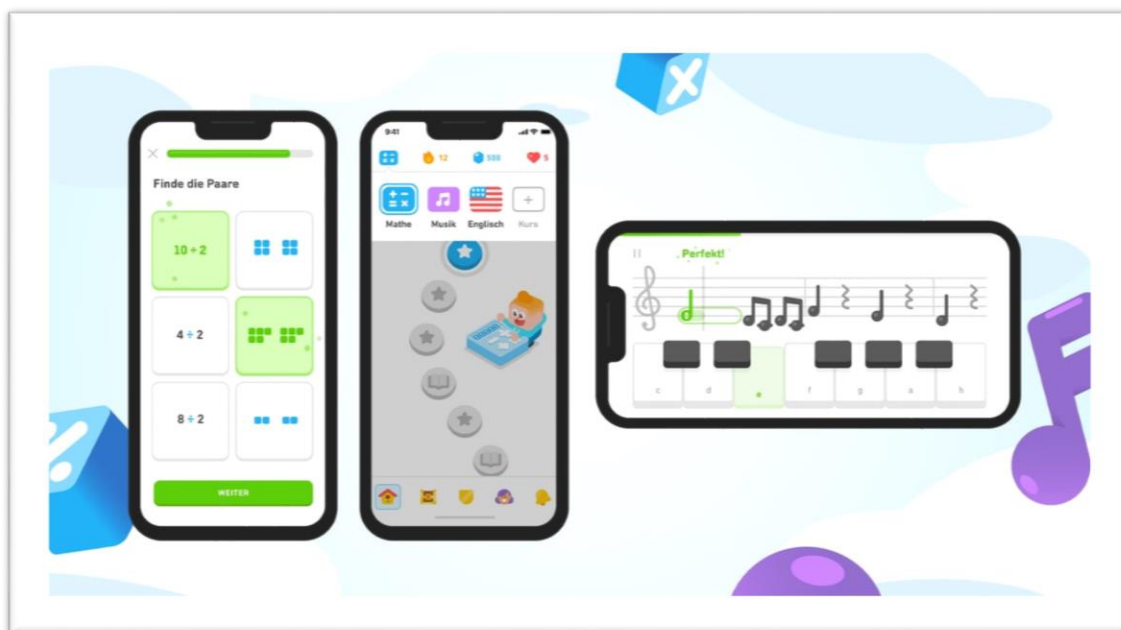 Finde die Paare
10 ÷ 2
4 ÷ 2
8 ÷ 2
WEITER
9:41
12
5
Mathe Musik Englisch Kurs
Perfekt!
c d e f g a h